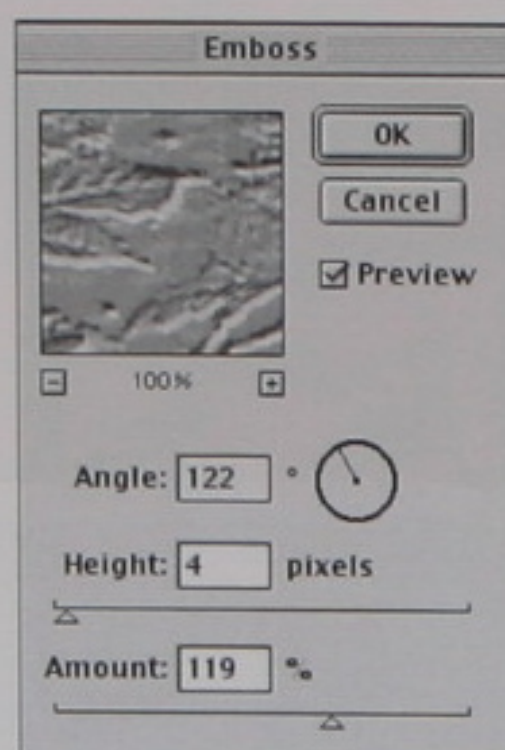 Emboss
OK
Cancel
Preview
100%
Angle: 122 °
Height: 4 pixels
Amount: 119 %